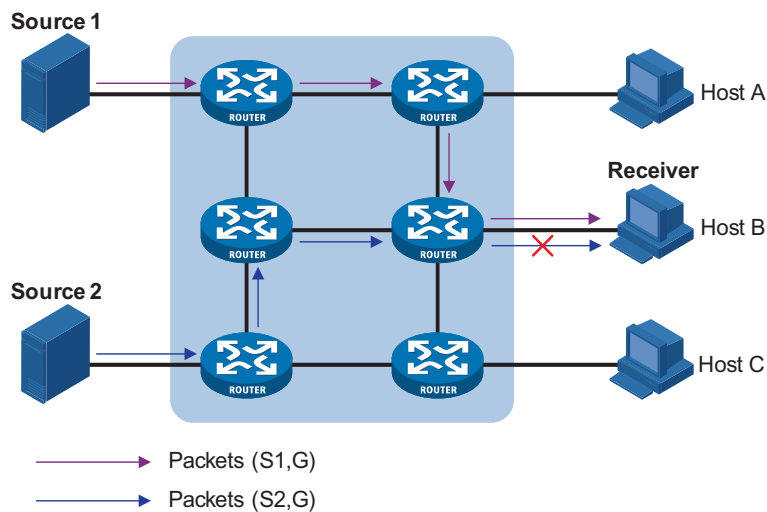 Source 1
ROUTER
ROUTER
Host A
Receiver
ROUTER
ROUTER
Host B
Source 2
ROUTER
ROUTER
Host C
Packets (S1,G)
Packets (S2,G)